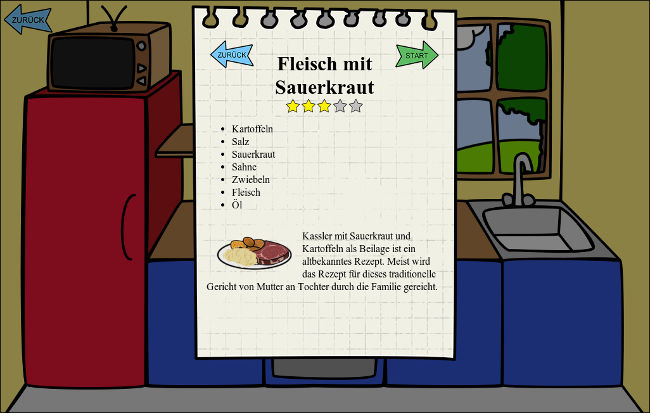 ZURÜCK
ZURÜCK
START
Fleisch mit
Sauerkraut
Kartoffeln
Salz
Sauerkraut
Sahne
Zwiebeln
Fleisch
Öl
Kassler mit Sauerkraut und
Kartoffeln als Beilage ist ein
altbekanntes Rezept. Meist wird
das Rezept für dieses traditionelle
Gericht von Mutter an Tochter durch die Familie gereicht.